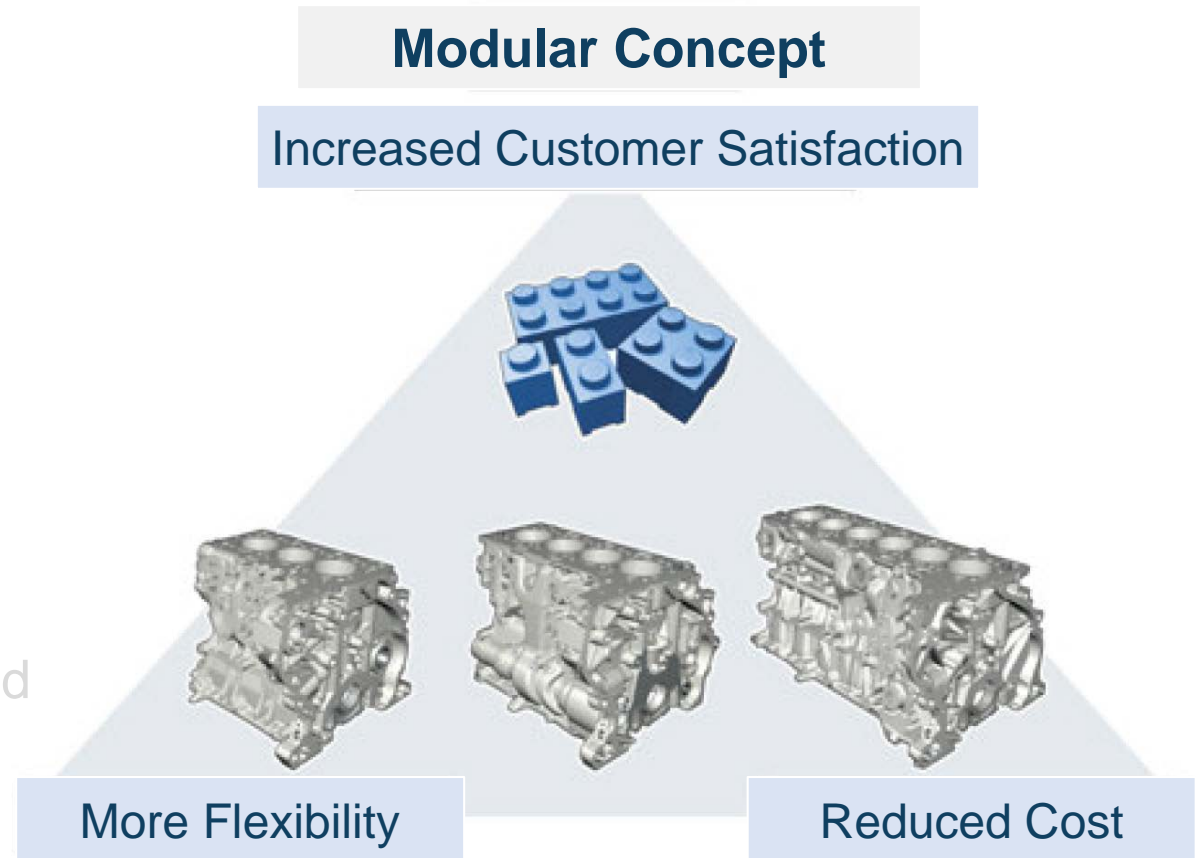 Modular Concept
Increased Customer Satisfaction
d
More Flexibility
Reduced Cost